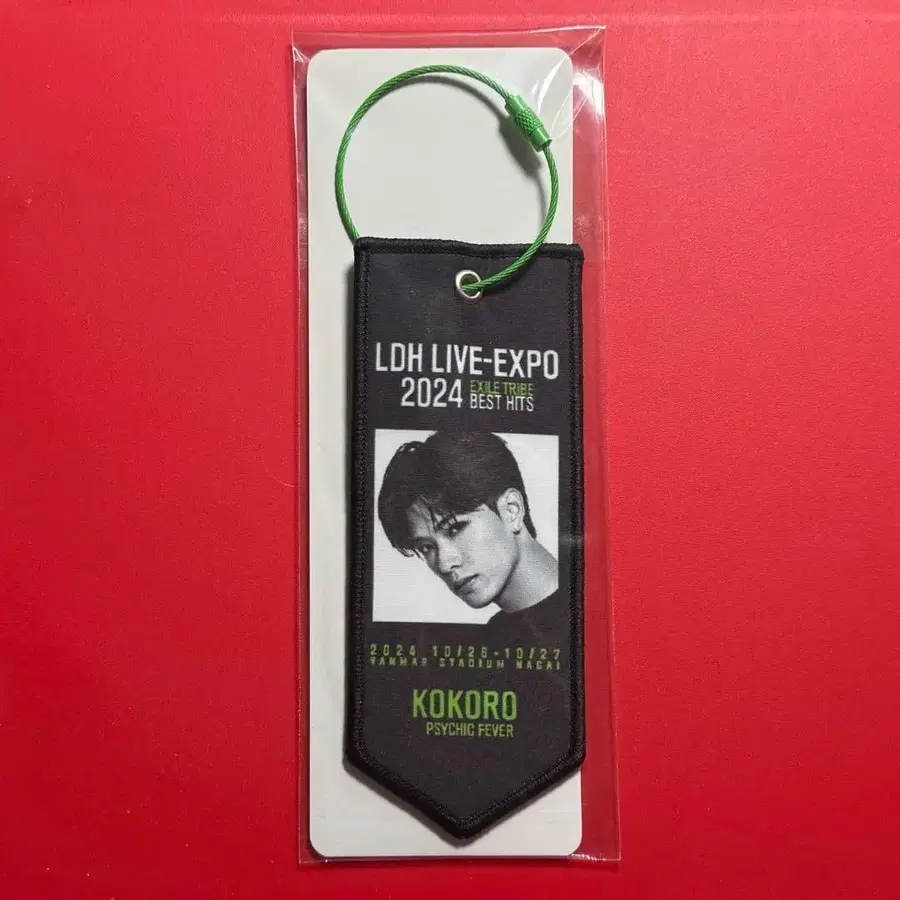 LDH LIVE-EXPO
2024 EXILE TRIBE
BEST HITS
2024 10/26-10/27
YANMAR STADIUM NAGAI
KOKORO
PSYCHIC FEVER